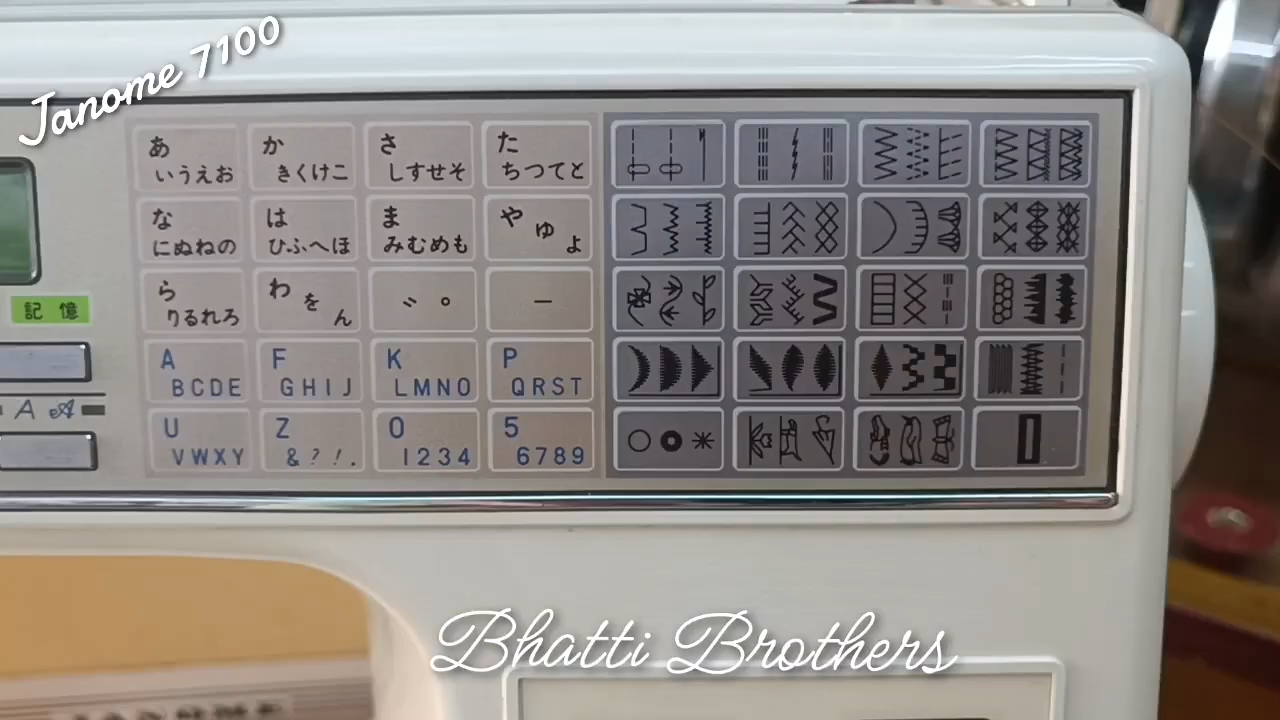 Janome 7100
あ
いうえお
か
きくけこ
さ
しすせそ
た
ちつてと
な
にぬねの
は
ひふへほ
ま
みむめも
や ゅ ょ
ら
りるれろ
わ を ん
゛ ゜
ー
記憶
A
BCDE
F
GHIJ
K
LMNO
P
QRST
A A
U
VWXY
Z
&?!.
0
1234
5
6789
Bhatti Brothers